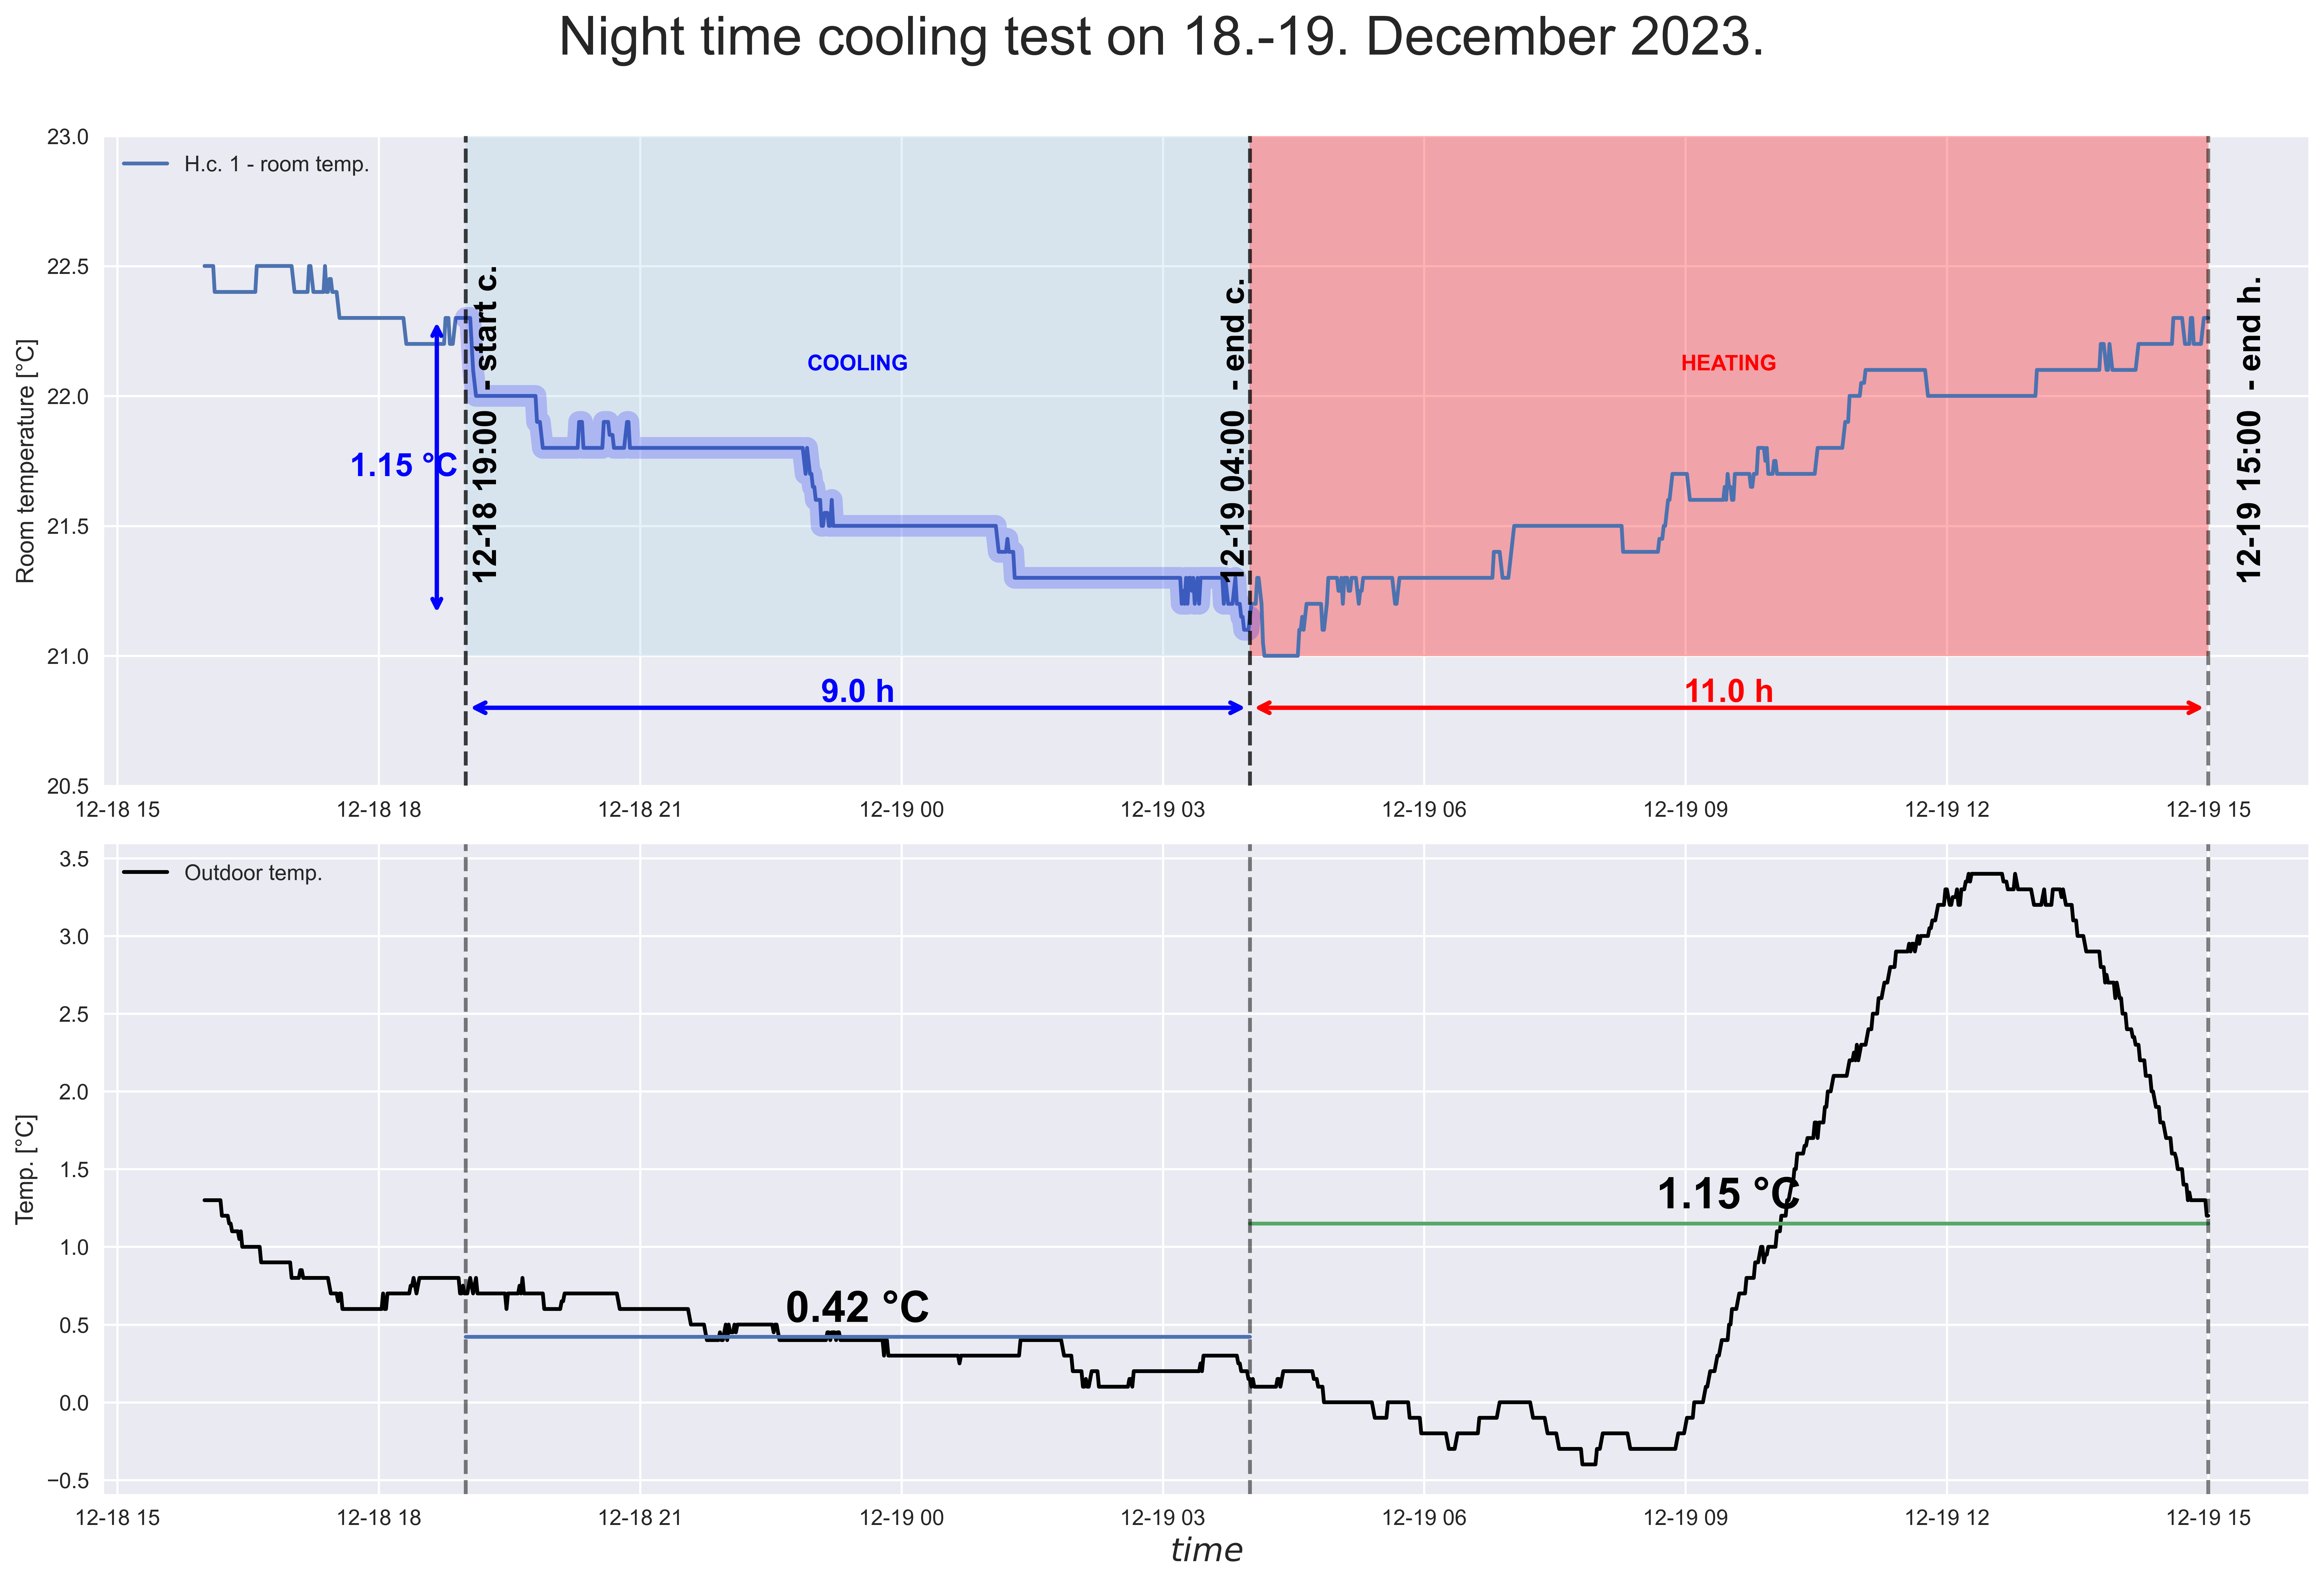 Night time cooling test on 18.-19. December 2023.
23.0
22.5
22.0
21.5
21.0
20.5
Room temperature [°C]
H.c. 1 - room temp.
1.15 °C
12-18 19:00 - start c.
COOLING
12-19 04:00 - end c.
HEATING
12-19 15:00 - end h.
9.0 h
11.0 h
12-18 15
12-18 18
12-18 21
12-19 00
12-19 03
12-19 06
12-19 09
12-19 12
12-19 15
3.5
3.0
2.5
2.0
1.5
1.0
0.5
0.0
−0.5
Temp. [°C]
Outdoor temp.
0.42 °C
1.15 °C
12-18 15
12-18 18
12-18 21
12-19 00
12-19 03
12-19 06
12-19 09
12-19 12
12-19 15
time